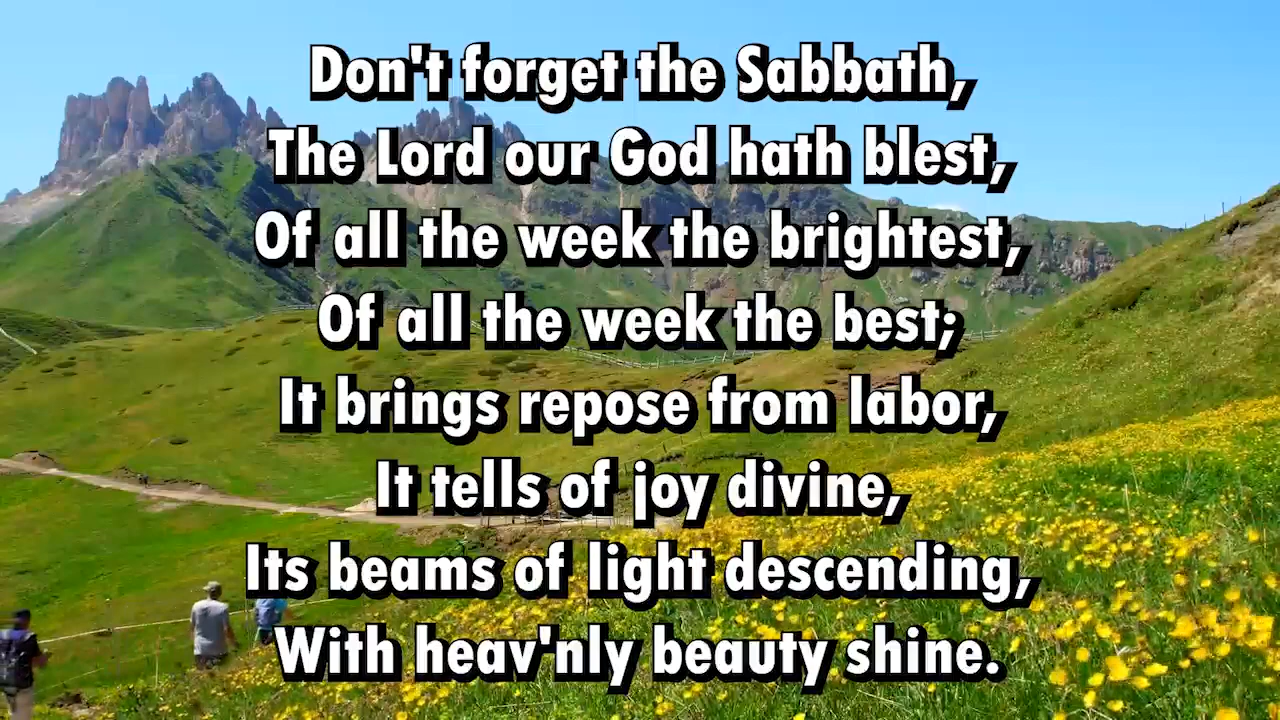 Don't forget the Sabbath,
The Lord our God hath blest,
Of all the week the brightest,
Of all the week the best;
It brings repose from labor,
It tells of joy divine,
Its beams of light descending,
With heav'nly beauty shine.